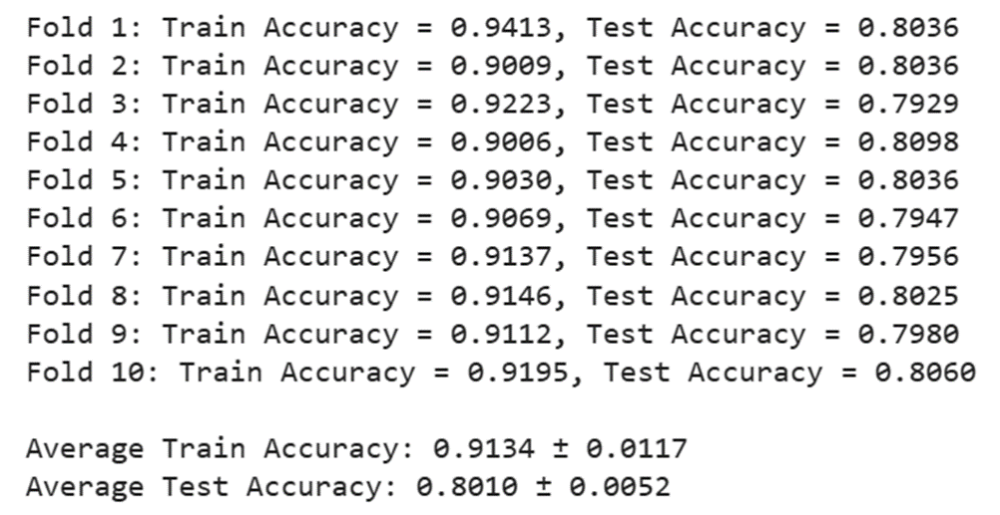 Fold 1: Train Accuracy = 0.9413, Test Accuracy = 0.8036
Fold 2: Train Accuracy = 0.9009, Test Accuracy = 0.8036
Fold 3: Train Accuracy = 0.9223, Test Accuracy = 0.7929
Fold 4: Train Accuracy = 0.9006, Test Accuracy = 0.8098
Fold 5: Train Accuracy = 0.9030, Test Accuracy = 0.8036
Fold 6: Train Accuracy = 0.9069, Test Accuracy = 0.7947
Fold 7: Train Accuracy = 0.9137, Test Accuracy = 0.7956
Fold 8: Train Accuracy = 0.9146, Test Accuracy = 0.8025
Fold 9: Train Accuracy = 0.9112, Test Accuracy = 0.7980
Fold 10: Train Accuracy = 0.9195, Test Accuracy = 0.8060
Average Train Accuracy: 0.9134 ± 0.0117
Average Test Accuracy: 0.8010 ± 0.0052